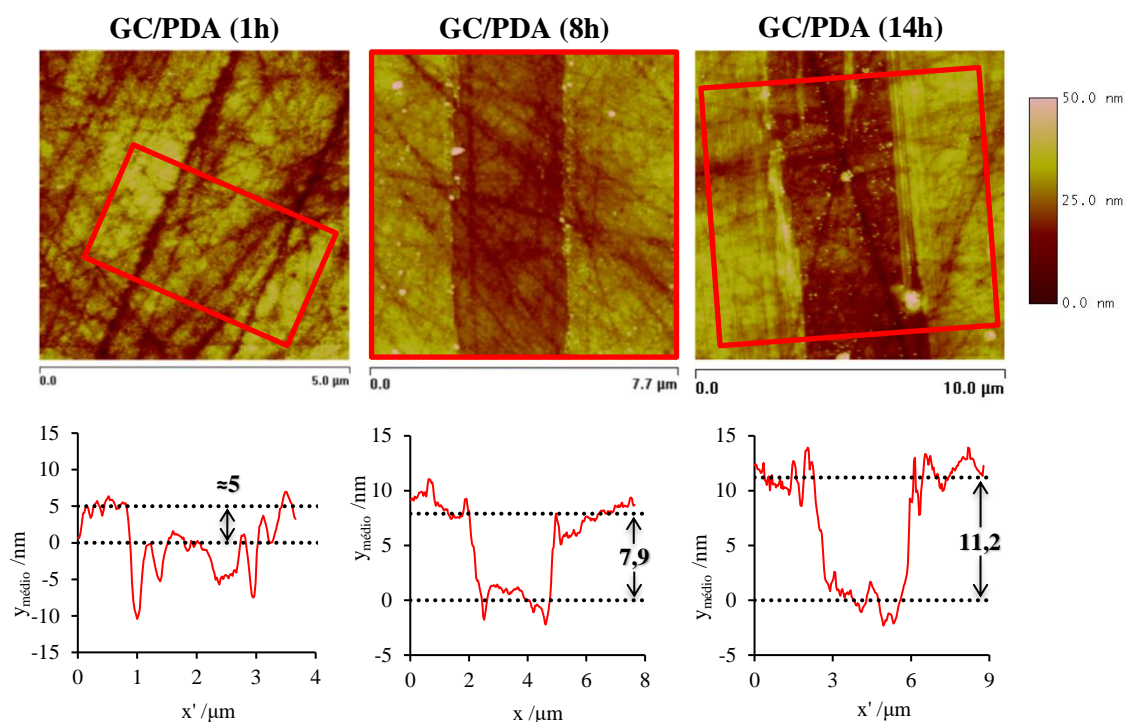 GC/PDA (1h)
GC/PDA (8h)
GC/PDA (14h)
50.0 nm
25.0 nm
0.0 nm
0.0
5.0 µm
0.0
7.7 µm
0.0
10.0 µm
15
10
5
0
-5
-10
-15
0
1
2
3
4
≈5
y médio /nm
x' /µm
15
10
5
0
-5
0
2
4
6
8
7,9
y médio /nm
x /µm
15
10
5
0
-5
0
3
6
9
11,2
y médio /nm
x' /µm